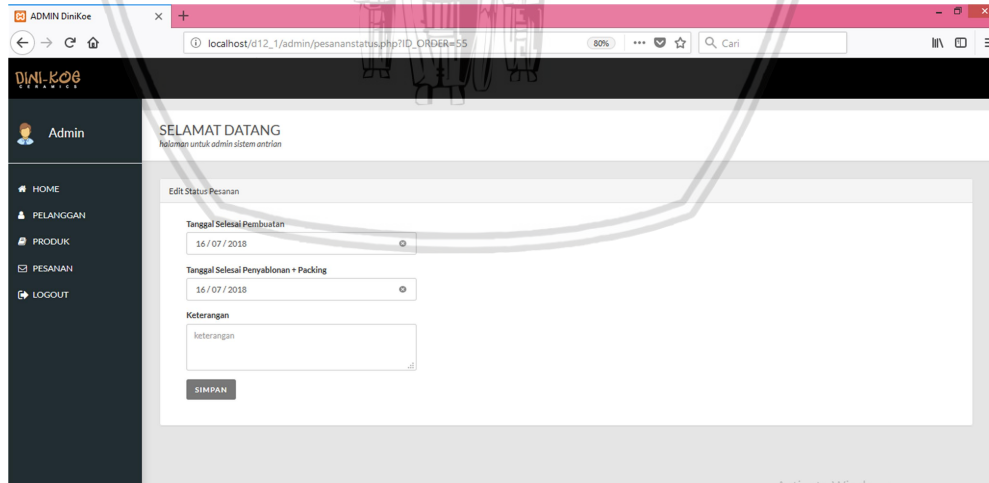 ADMIN DiniKoe
localhost/d12_1/admin/pesananstatus.php?ID_ORDER=55
80%
Cari
DINI-KOE
CERAMICS
Admin
SELAMAT DATANG
halaman untuk admin sistem antrian
HOME
PELANGGAN
PRODUK
PESANAN
LOGOUT
Edit Status Pesanan
Tanggal Selesai Pembuatan
16 / 07 / 2018
Tanggal Selesai Penyablonan + Packing
16 / 07 / 2018
Keterangan
keterangan
SIMPAN